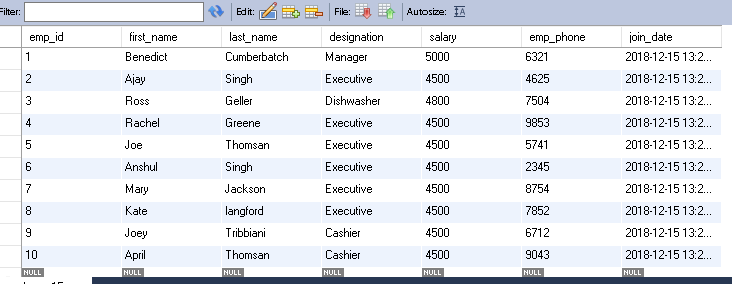 Filter: Edit: File: Autosize:
emp_id first_name last_name designation salary emp_phone join_date
1 Benedict Cumberbatch Manager 5000 6321 2018-12-15 13:2...
2 Ajay Singh Executive 4500 4625 2018-12-15 13:2...
3 Ross Geller Dishwasher 4800 7504 2018-12-15 13:2...
4 Rachel Greene Executive 4500 9853 2018-12-15 13:2...
5 Joe Thomsan Executive 4500 5741 2018-12-15 13:2...
6 Anshul Singh Executive 4500 2345 2018-12-15 13:2...
7 Mary Jackson Executive 4500 8754 2018-12-15 13:2...
8 Kate langford Executive 4500 7852 2018-12-15 13:2...
9 Joey Tribbiani Cashier 4500 6712 2018-12-15 13:2...
10 April Thomsan Cashier 4500 9043 2018-12-15 13:2...
NULL NULL NULL NULL NULL NULL NULL